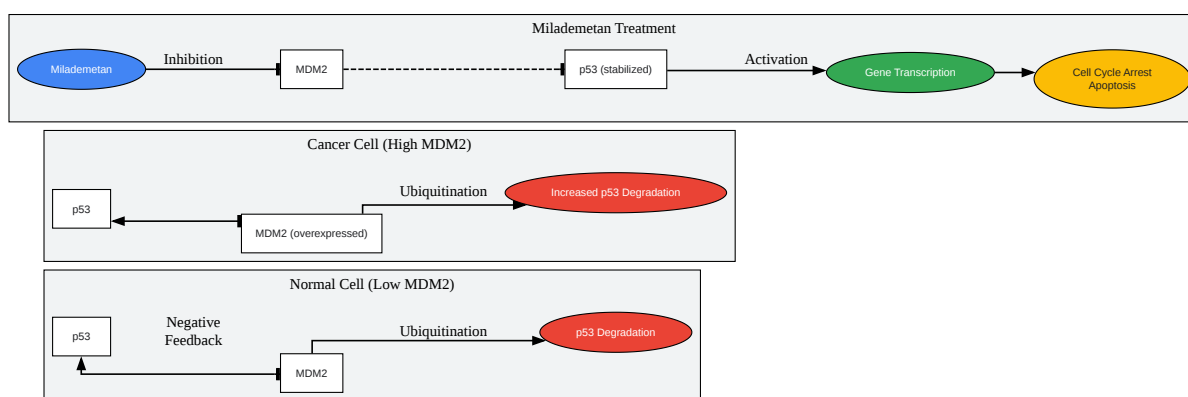 Milademetan Treatment
Milademetan
Inhibition
MDM2
p53 (stabilized)
Activation
Gene Transcription
Cell Cycle Arrest
Apoptosis
Cancer Cell (High MDM2)
p53
MDM2 (overexpressed)
Ubiquitination
Increased p53 Degradation
Normal Cell (Low MDM2)
p53
Negative
Feedback
MDM2
Ubiquitination
p53 Degradation